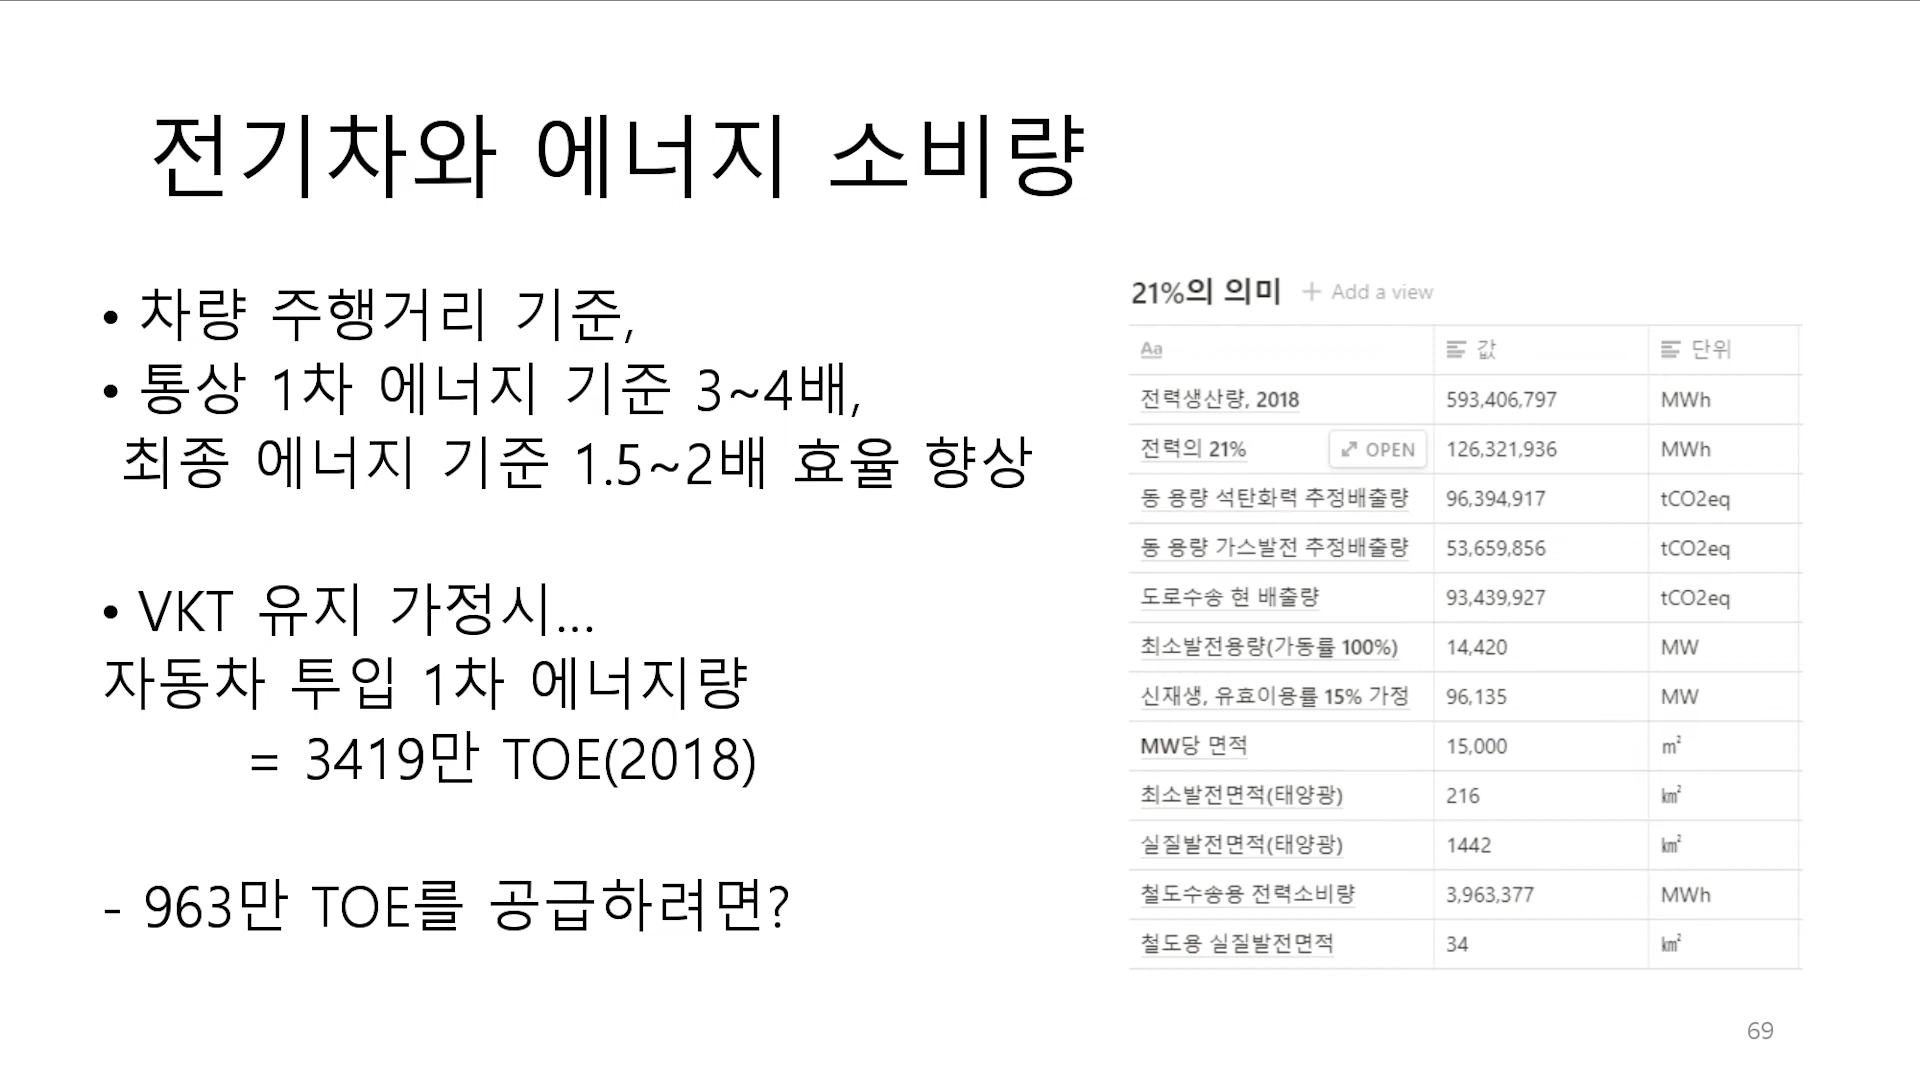 전기차와 에너지 소비량
• 차량 주행거리 기준,
• 통상 1차 에너지 기준 3~4배,
최종 에너지 기준 1.5~2배 효율 향상
• VKT 유지 가정시...
자동차 투입 1차 에너지량
= 3419만 TOE(2018)
- 963만 TOE를 공급하려면?
21%의 의미 + Add a view
Aa 값 단위
전력생산량, 2018 593,406,797 MWh
전력의 21% OPEN 126,321,936 MWh
동 용량 석탄화력 추정배출량 96,394,917 tCO2eq
동 용량 가스발전 추정배출량 53,659,856 tCO2eq
도로수송 현 배출량 93,439,927 tCO2eq
최소발전용량(가동률 100%) 14,420 MW
신재생, 유효이용률 15% 가정 96,135 MW
MW당 면적 15,000 ㎡
최소발전면적(태양광) 216 ㎢
실질발전면적(태양광) 1442 ㎢
철도수송용 전력소비량 3,963,377 MWh
철도용 실질발전면적 34 ㎢
69